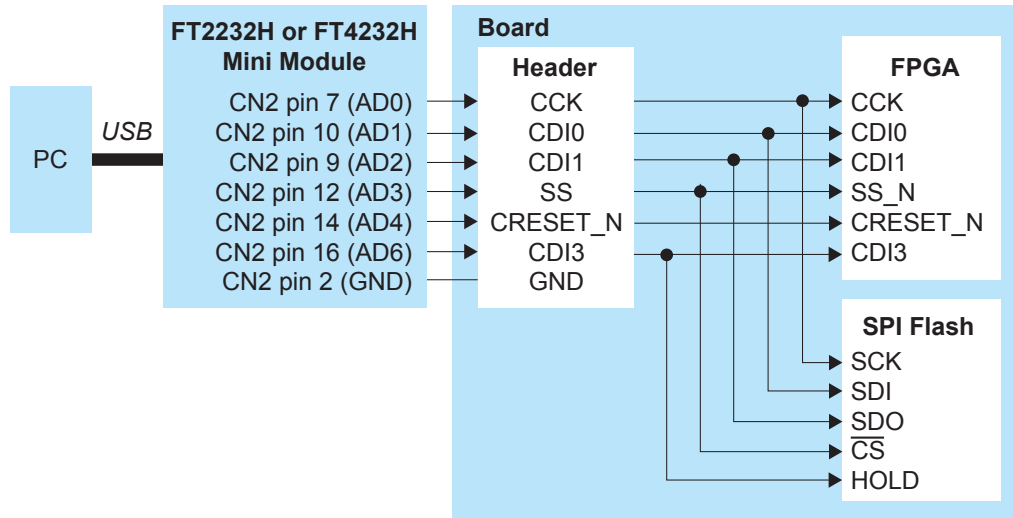 PC
USB
FT2232H or FT4232H
Mini Module
CN2 pin 7 (AD0)
CN2 pin 10 (AD1)
CN2 pin 9 (AD2)
CN2 pin 12 (AD3)
CN2 pin 14 (AD4)
CN2 pin 16 (AD6)
CN2 pin 2 (GND)
Board
Header
CCK
CDI0
CDI1
SS
CRESET_N
CDI3
GND
FPGA
CCK
CDI0
CDI1
SS_N
CRESET_N
CDI3
SPI Flash
SCK
SDI
SDO
C̅S̅
HOLD